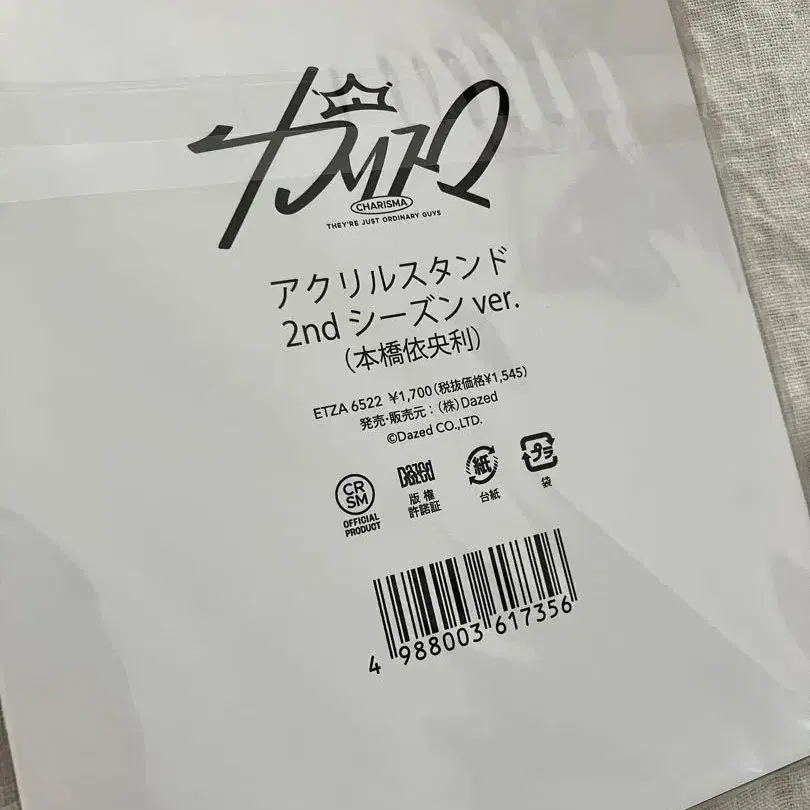 カリスマ
CHARISMA
THEY'RE JUST ORDINARY GUYS
アクリルスタンド
2nd シーズン ver.
(本橋依央利)
ETZA 6522 ¥1,700(税抜価格¥1,545)
発売・販売元:(株)Dazed
©Dazed CO.,LTD.
CR
SM
OFFICIAL
PRODUCT
Dazed
版権
許諾証
紙
台紙
プラ
袋
4 988003 617356